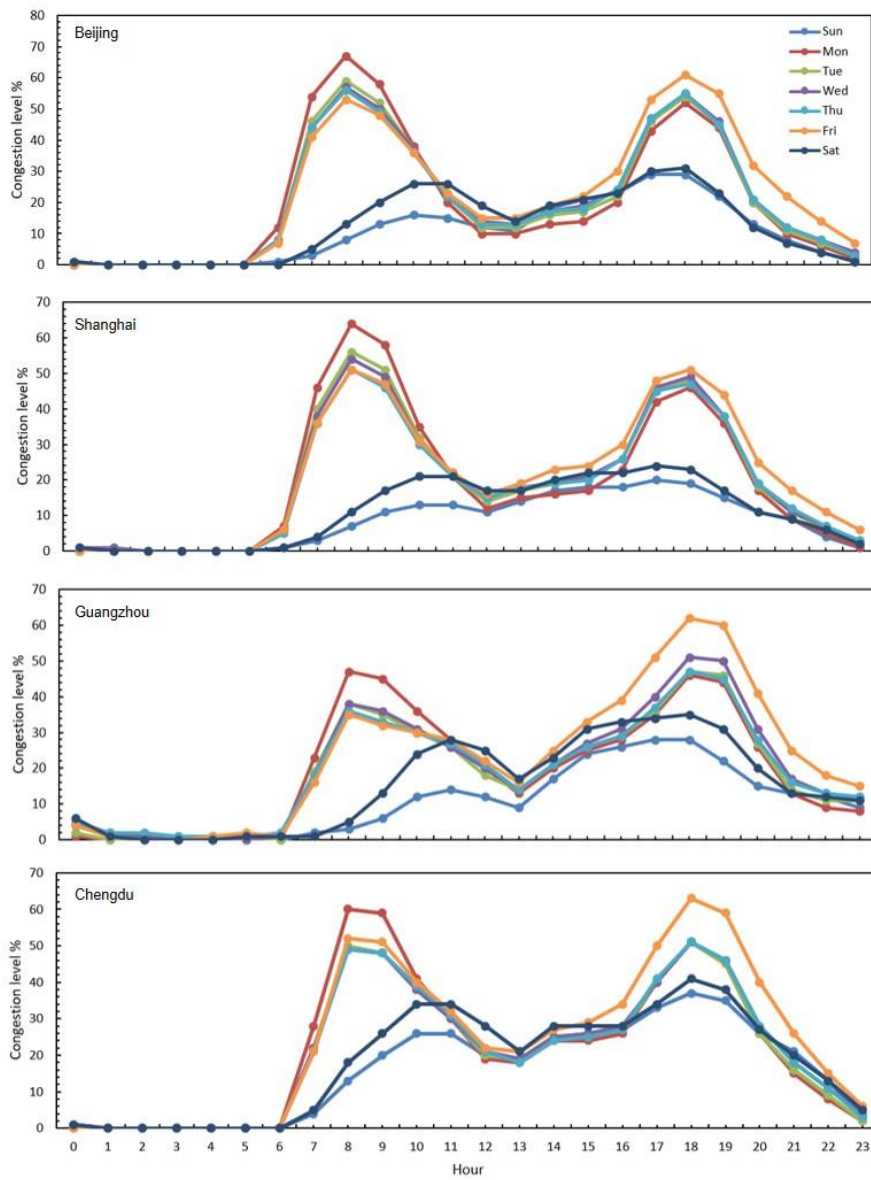 Beijing
Congestion level %
80
70
60
50
40
30
20
10
0
Sun
Mon
Tue
Wed
Thu
Fri
Sat
Shanghai
Congestion level %
70
60
50
40
30
20
10
0
Guangzhou
Congestion level %
70
60
50
40
30
20
10
0
Chengdu
Congestion level %
70
60
50
40
30
20
10
0
0 1 2 3 4 5 6 7 8 9 10 11 12 13 14 15 16 17 18 19 20 21 22 23
Hour